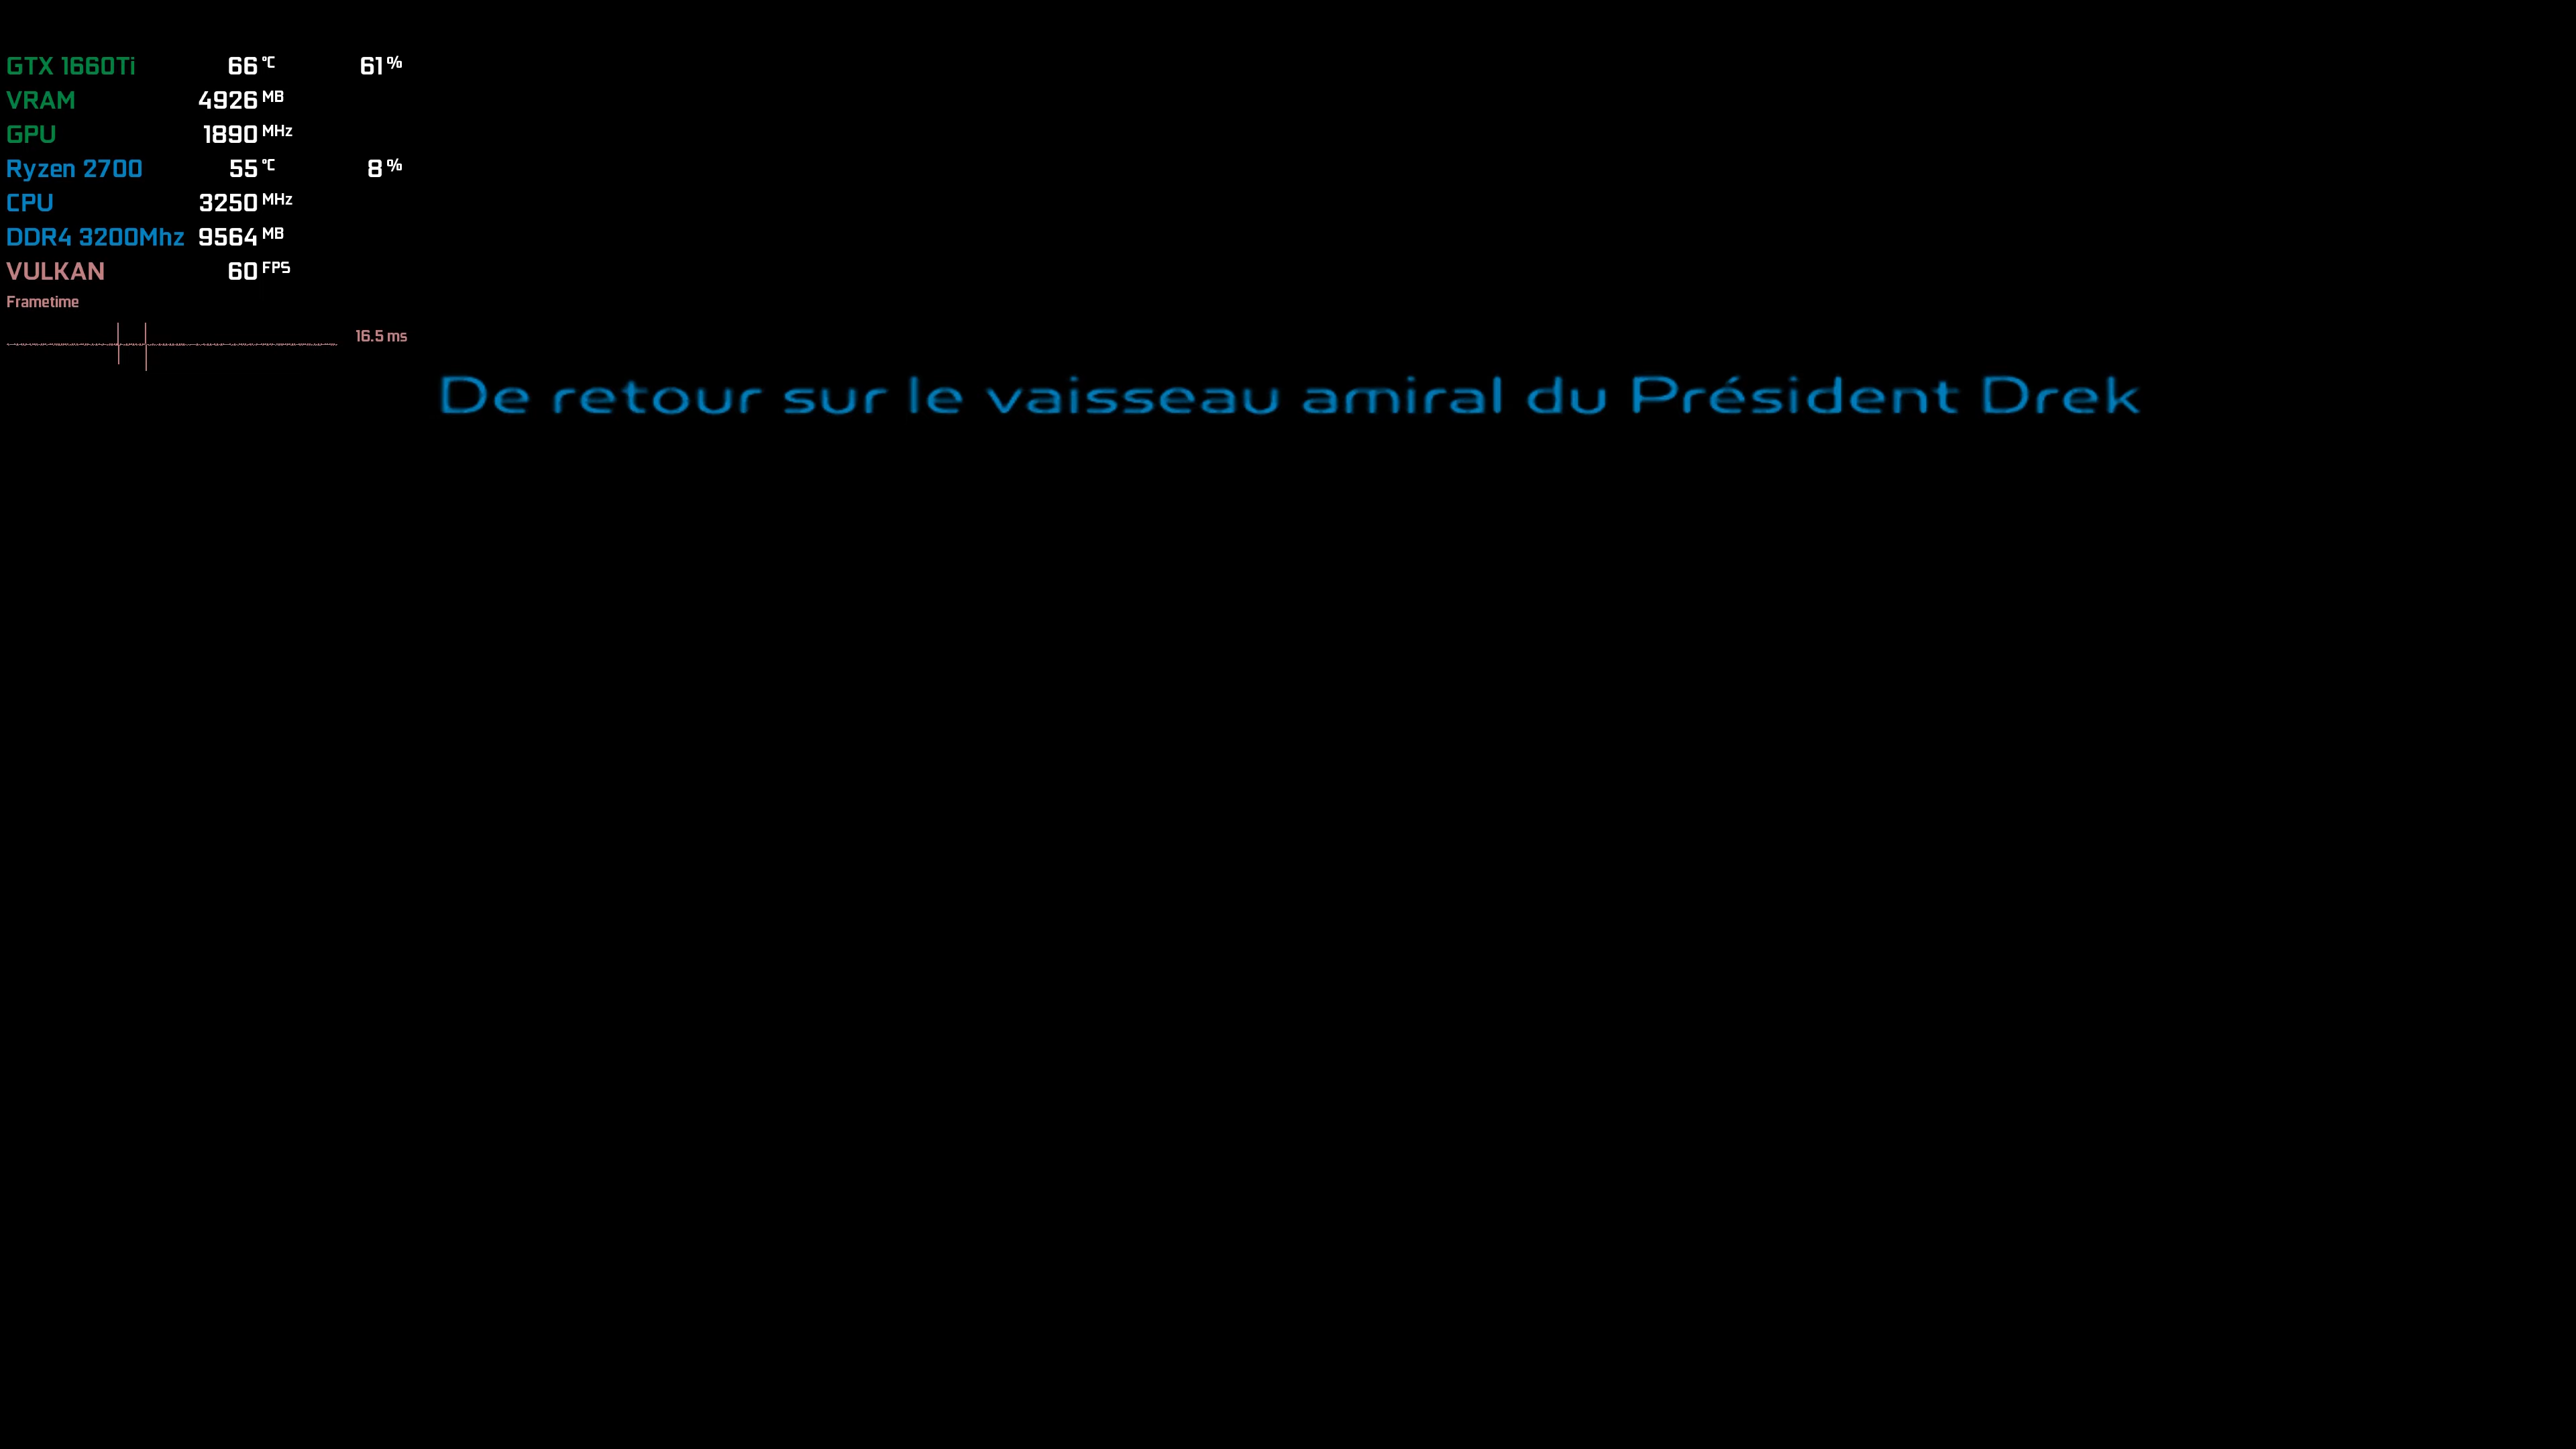 GTX 1660Ti 66°C 61%
VRAM 4926 MB
GPU 1890 MHz
Ryzen 2700 55°C 8%
CPU 3250 MHz
DDR4 3200Mhz 9564 MB
VULKAN 60 FPS
Frametime
16.5 ms
De retour sur le vaisseau amiral du Président Drek